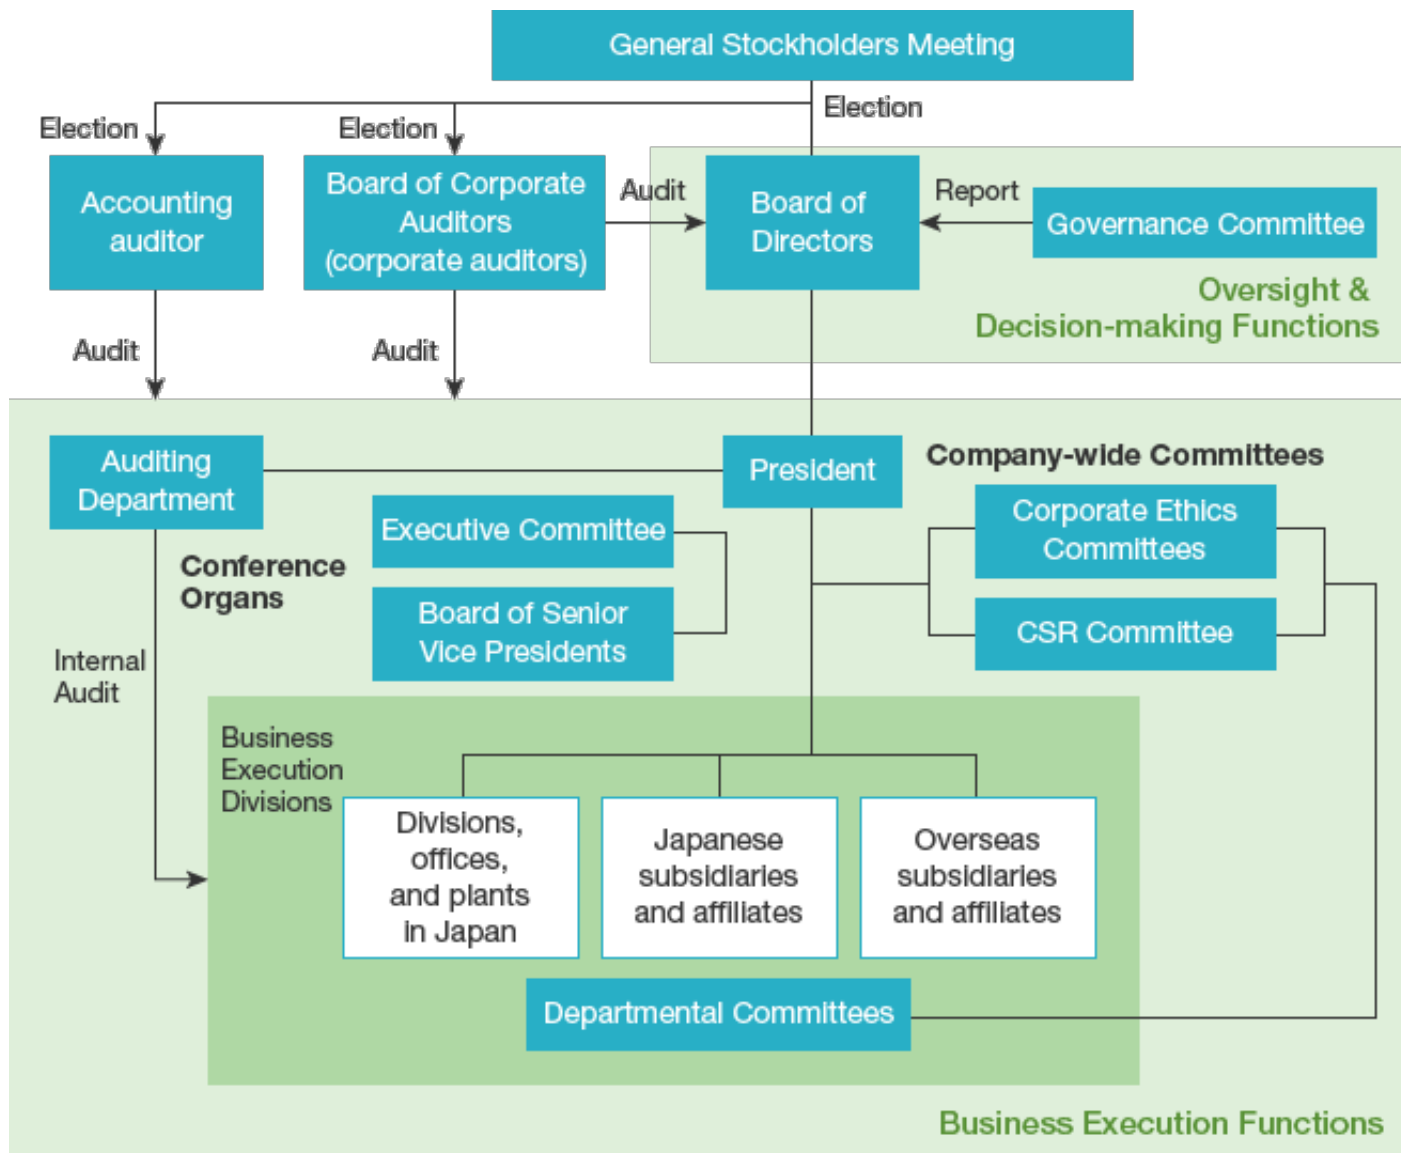 General Stockholders Meeting
Election
Election
Election
Accounting
auditor
Board of Corporate
Auditors
(corporate auditors)
Audit
Board of
Directors
Report
Governance Committee
Oversight &
Decision-making Functions
Audit
Audit
Auditing
Department
President
Company-wide Committees
Executive Committee
Corporate Ethics
Committees
Conference
Organs
Board of Senior
Vice Presidents
CSR Committee
Internal
Audit
Business
Execution
Divisions
Divisions,
offices,
and plants
in Japan
Japanese
subsidiaries
and affiliates
Overseas
subsidiaries
and affiliates
Departmental Committees
Business Execution Functions